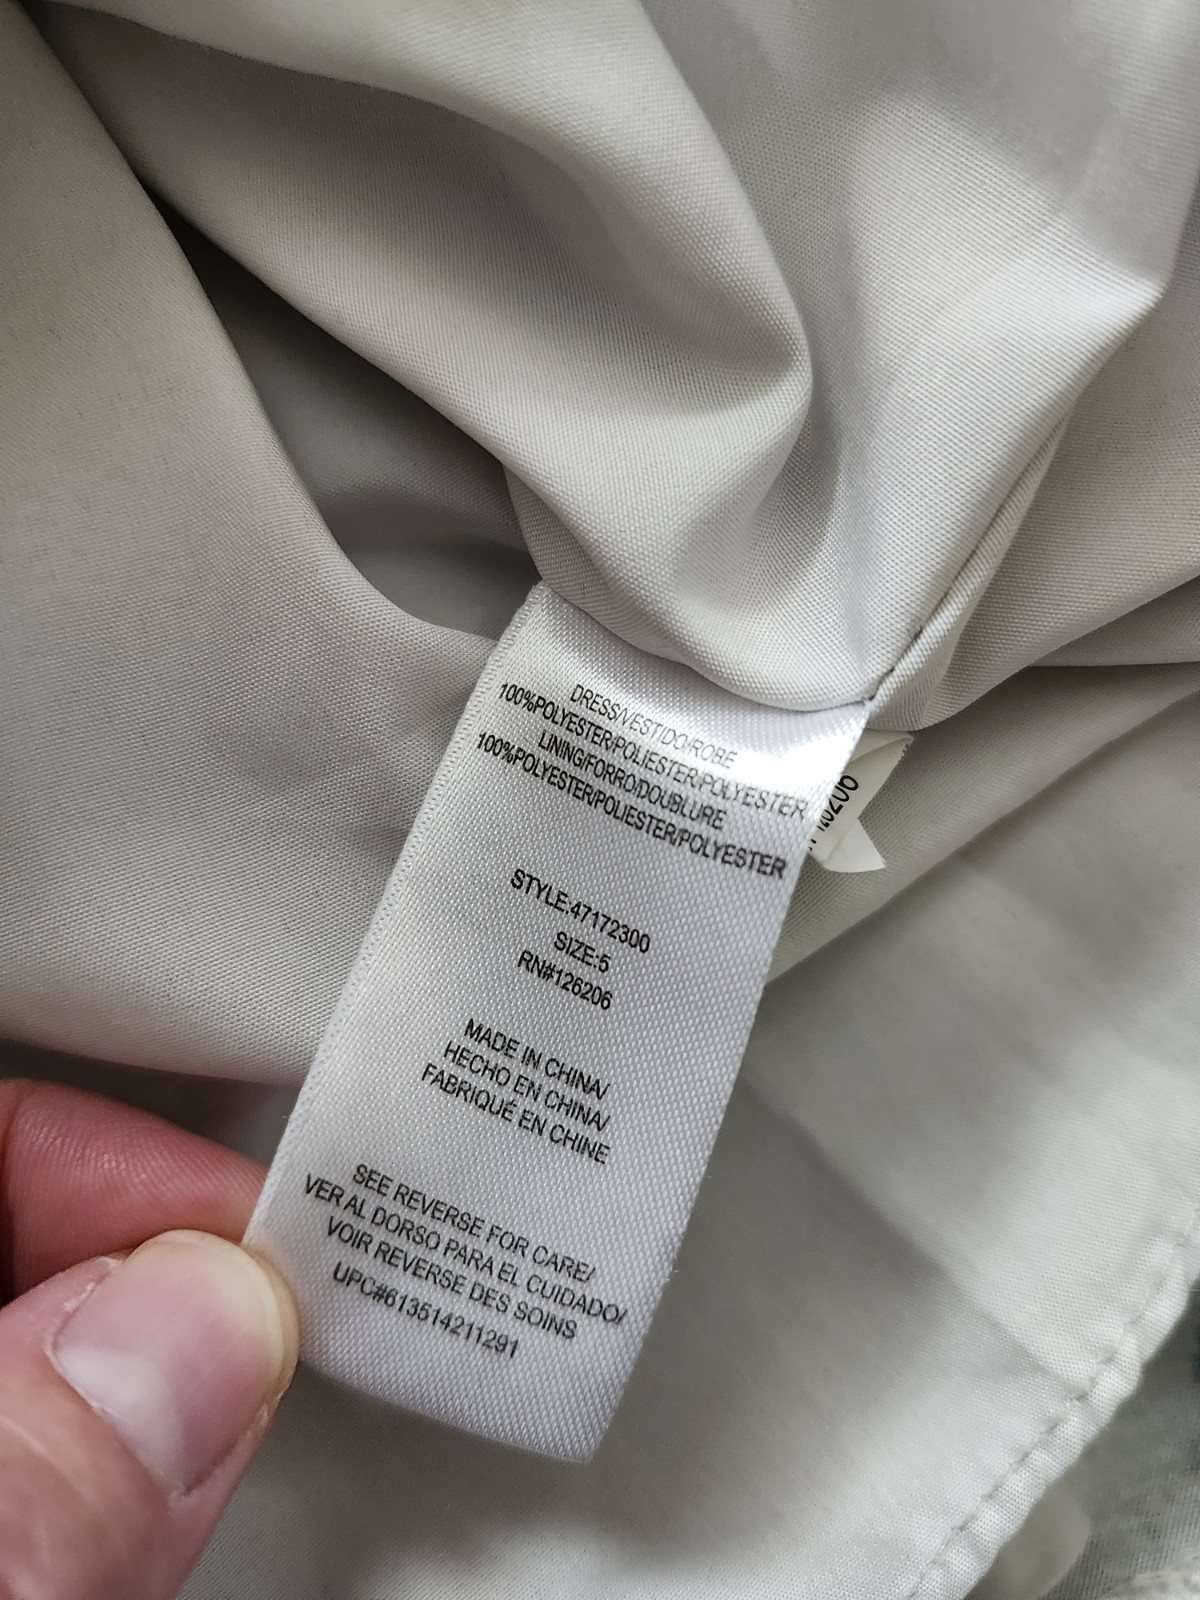 DRESS/VESTIDO/ROBE
100%POLYESTER/POLIESTER/POLYESTER
LINING/FORRO/DOUBLURE
100%POLYESTER/POLIESTER/POLYESTER
STYLE:47172300
SIZE:5
RN#126206
MADE IN CHINA/
HECHO EN CHINA/
FABRIQUÉ EN CHINE
SEE REVERSE FOR CARE/
VER AL DORSO PARA EL CUIDADO/
VOIR REVERSE DES SOINS
UPC#613514211291